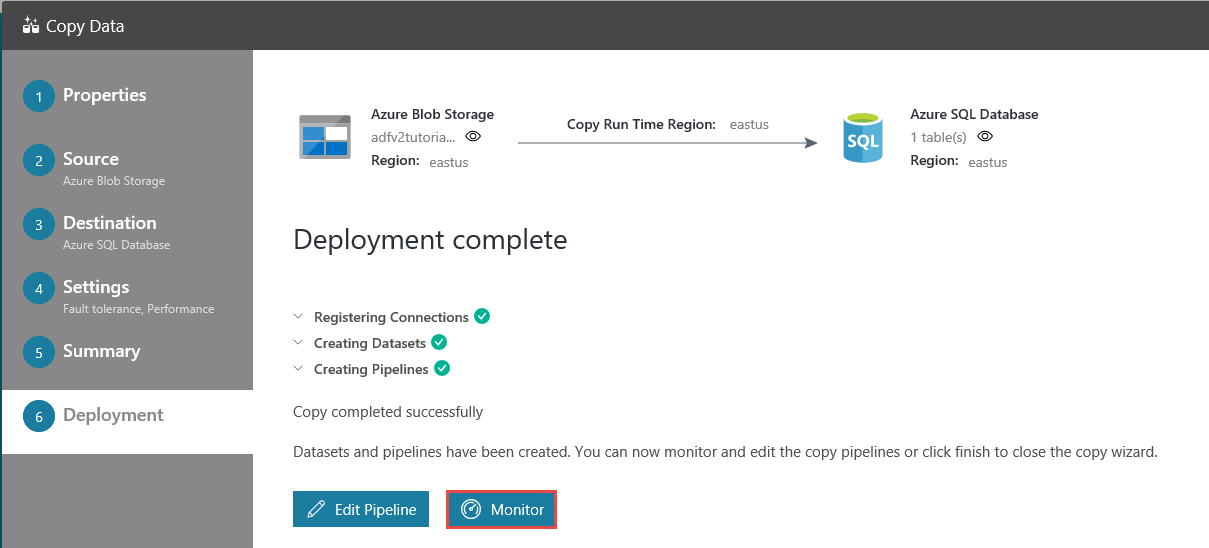 Copy Data
1 Properties
2 Source
Azure Blob Storage
3 Destination
Azure SQL Database
4 Settings
Fault tolerance, Performance
5 Summary
6 Deployment
Azure Blob Storage
adfv2tutoria...
Region: eastus
Copy Run Time Region: eastus
SQL
Azure SQL Database
1 table(s)
Region: eastus
Deployment complete
Registering Connections
Creating Datasets
Creating Pipelines
Copy completed successfully
Datasets and pipelines have been created. You can now monitor and edit the copy pipelines or click finish to close the copy wizard.
Edit Pipeline
Monitor